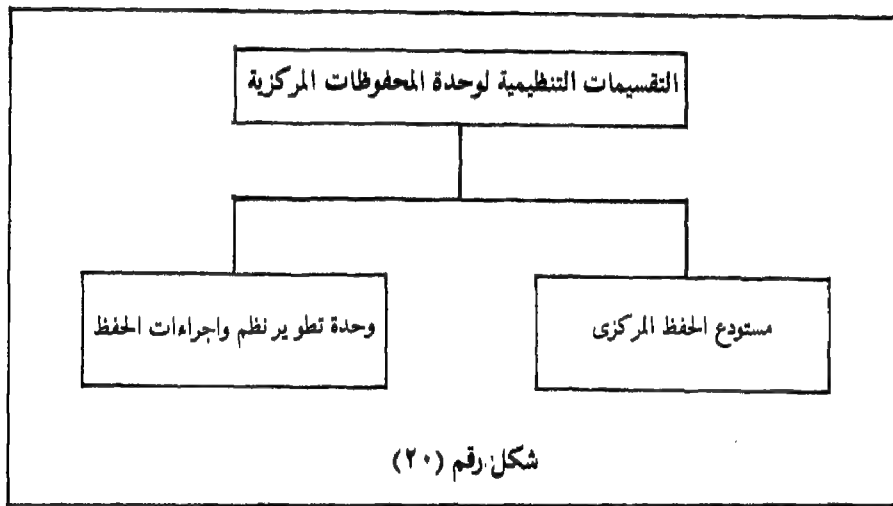 التقسيمات التنظيمية لوحدة المحفوظات المركزية
مستودع الحفظ المركزى
وحدة تطوير نظم واجراءات الحفظ
شكل رقم (٢٠)